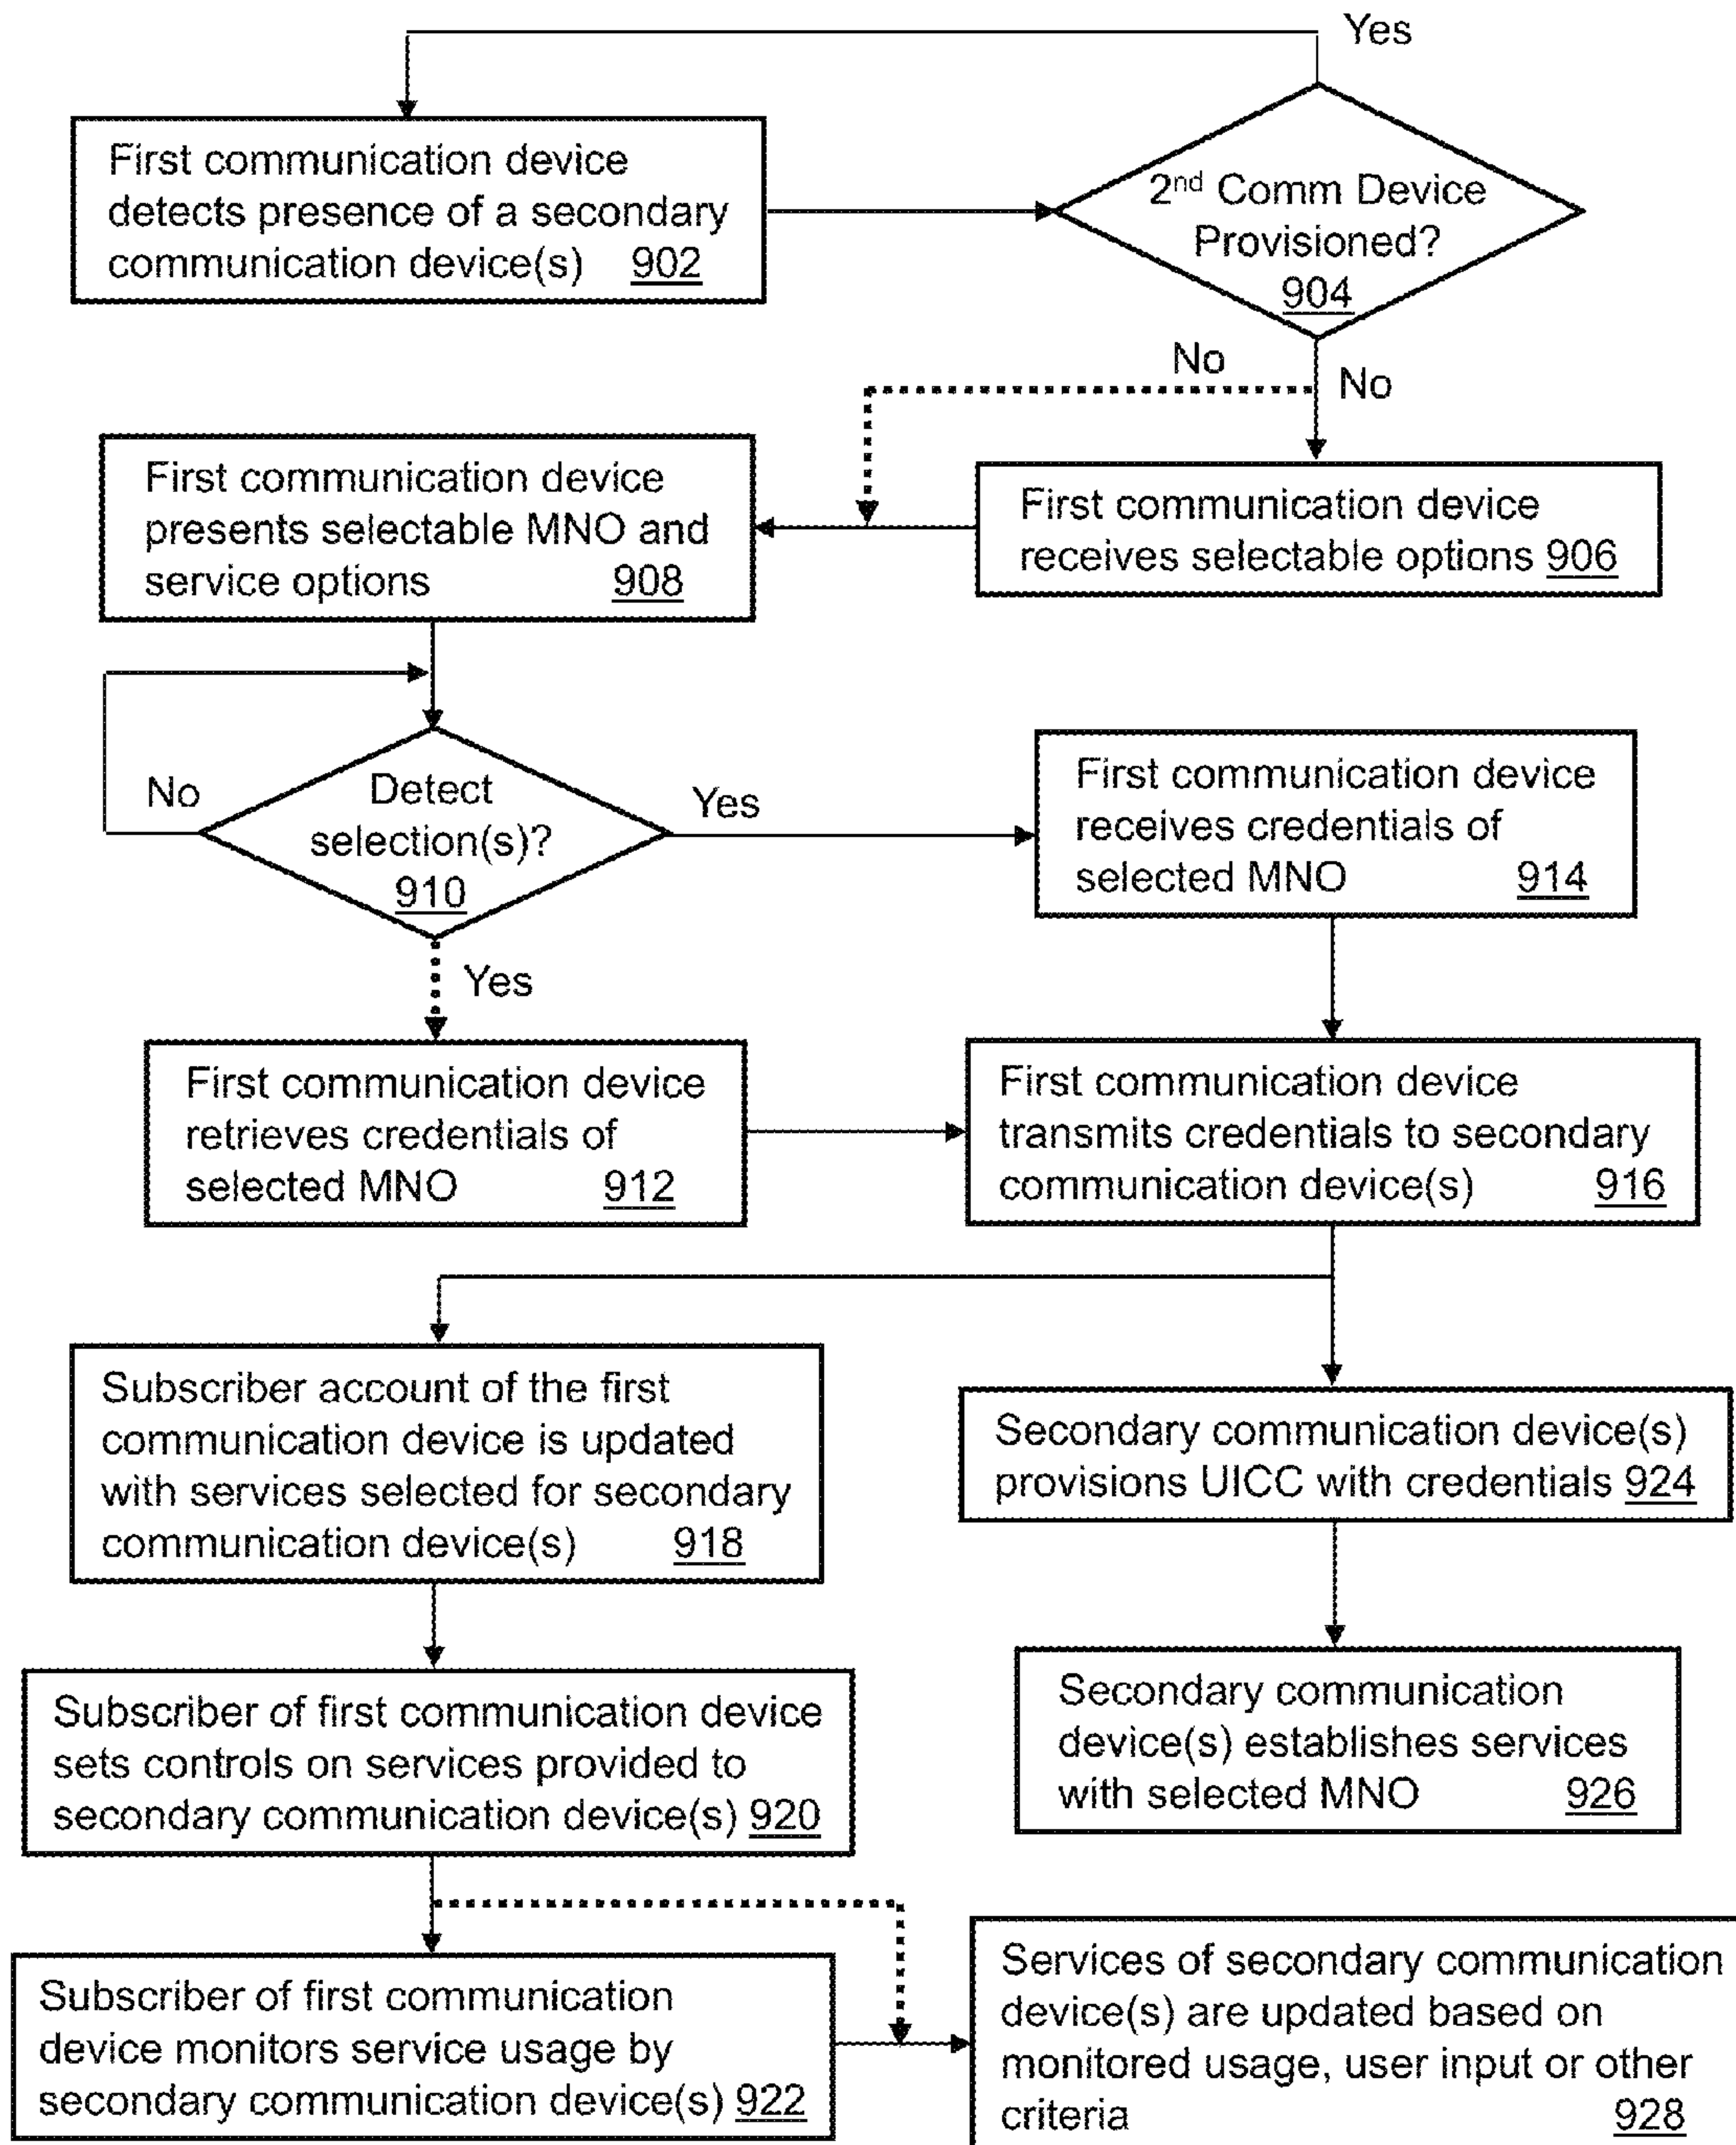 Yes
First communication device
detects presence of a secondary
communication device(s) 902
2nd Comm Device
Provisioned?
904
No
No
First communication device
presents selectable MNO and
service options 908
First communication device
receives selectable options 906
No
Detect
selection(s)?
910
Yes
First communication device
receives credentials of
selected MNO 914
Yes
First communication device
retrieves credentials of
selected MNO 912
First communication device
transmits credentials to secondary
communication device(s) 916
Subscriber account of the first
communication device is updated
with services selected for secondary
communication device(s) 918
Secondary communication device(s)
provisions UICC with credentials 924
Subscriber of first communication device
sets controls on services provided to
secondary communication device(s) 920
Secondary communication
device(s) establishes services
with selected MNO 926
Subscriber of first communication
device monitors service usage by
secondary communication device(s) 922
Services of secondary communication
device(s) are updated based on
monitored usage, user input or other
criteria 928